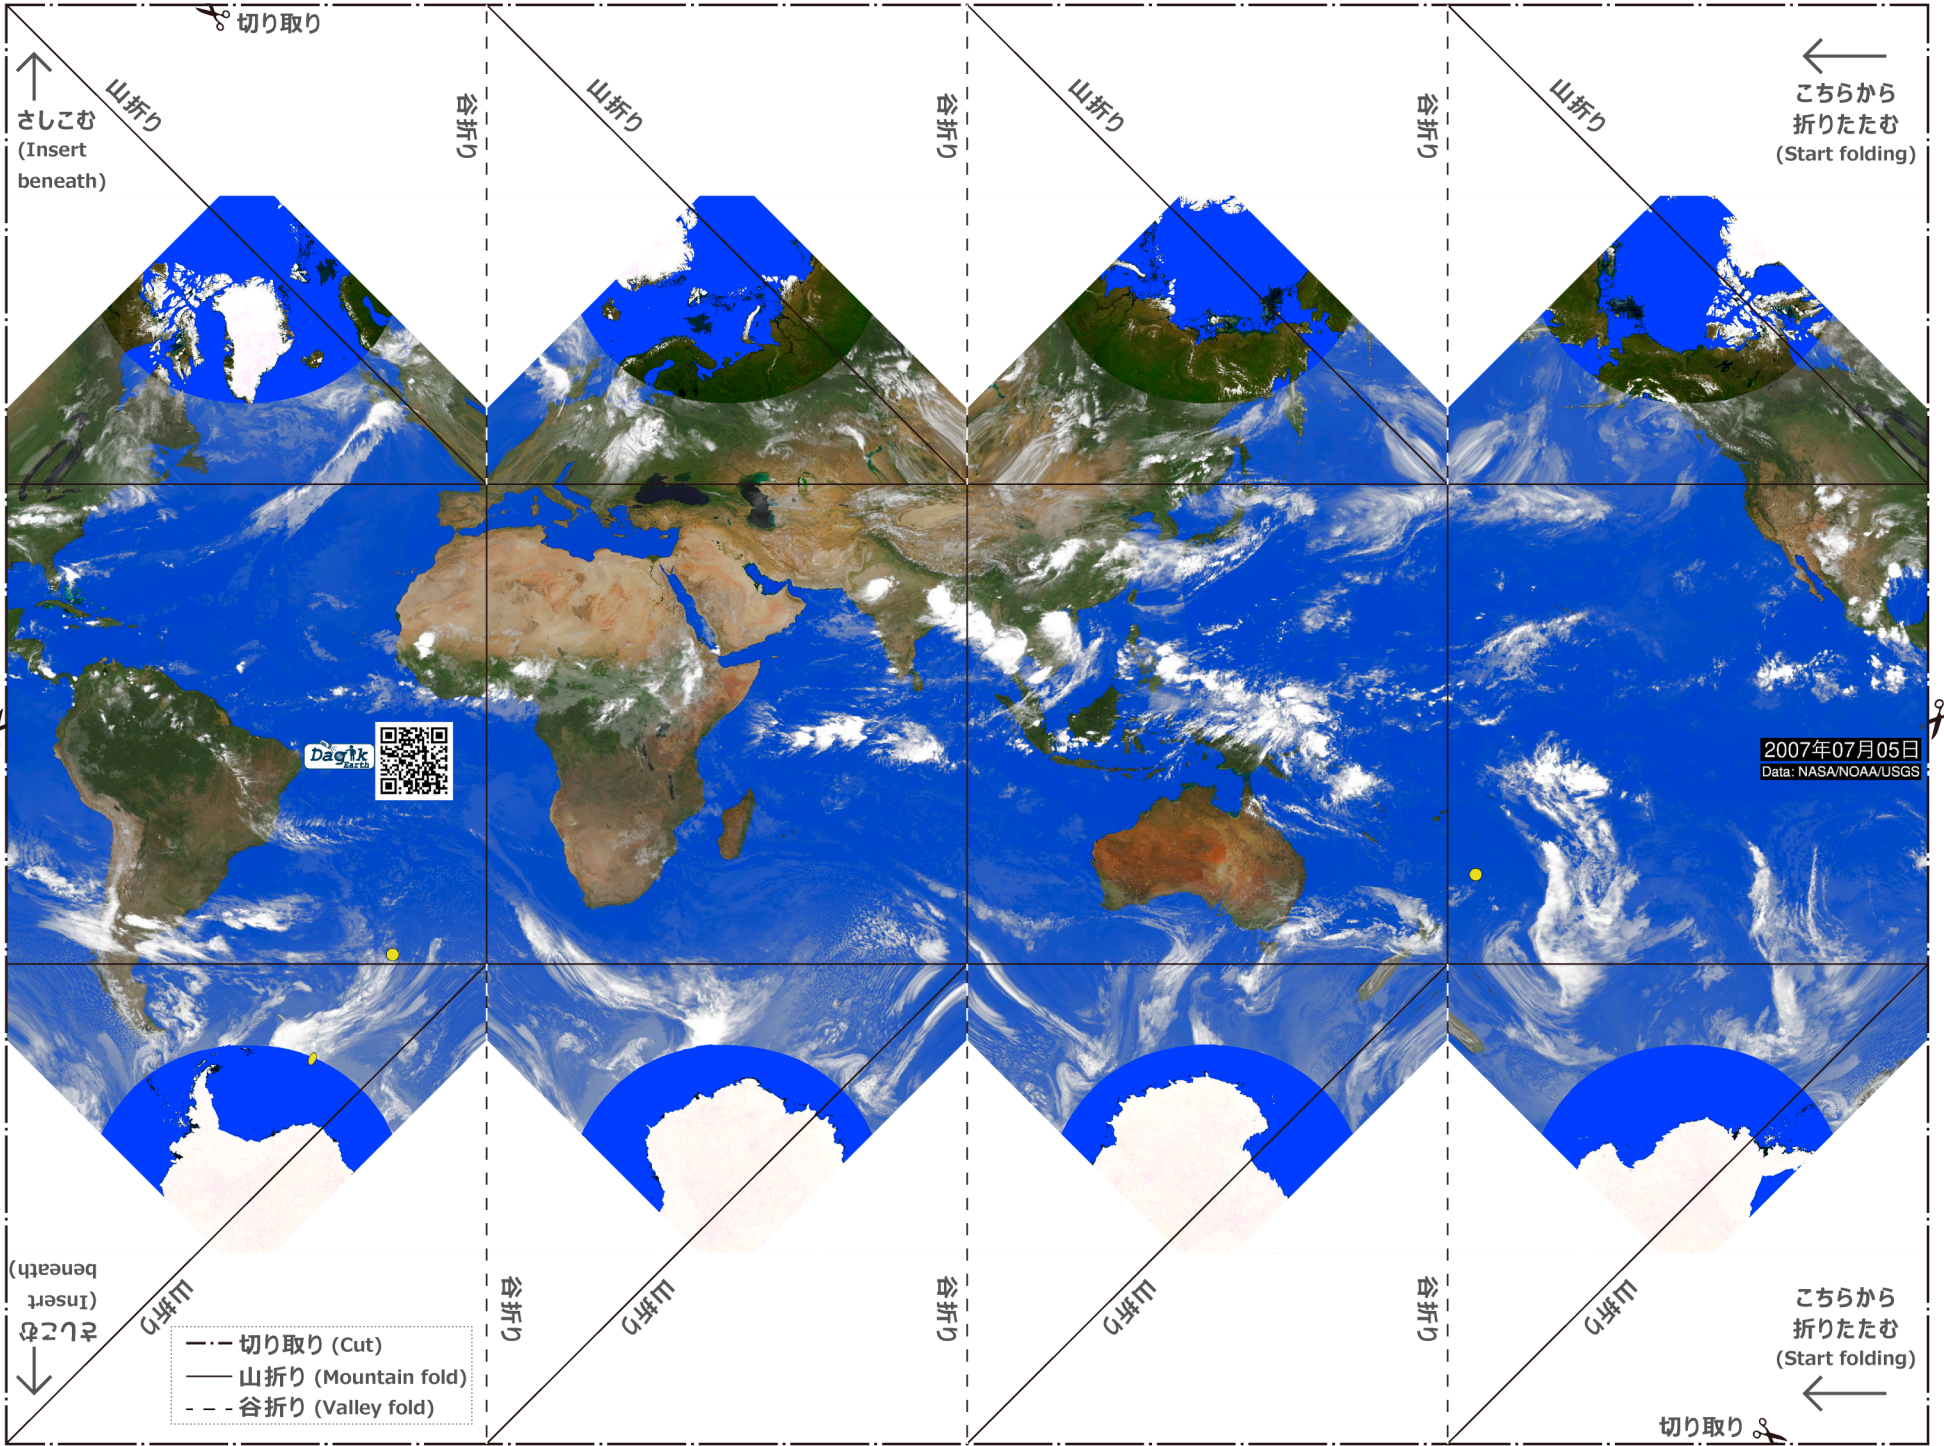 切り取り
山折り
谷折り
山折り
谷折り
山折り
谷折り
山折り
さしこむ
(Insert
beneath)
こちらから
折りたたむ
(Start folding)
Dagik
Earth
2007年07月05日
Data: NASA/NOAA/USGS
さしこむ
(Insert
beneath)
山折り
谷折り
山折り
谷折り
山折り
谷折り
山折り
こちらから
折りたたむ
(Start folding)
切り取り (Cut)
山折り (Mountain fold)
谷折り (Valley fold)
切り取り